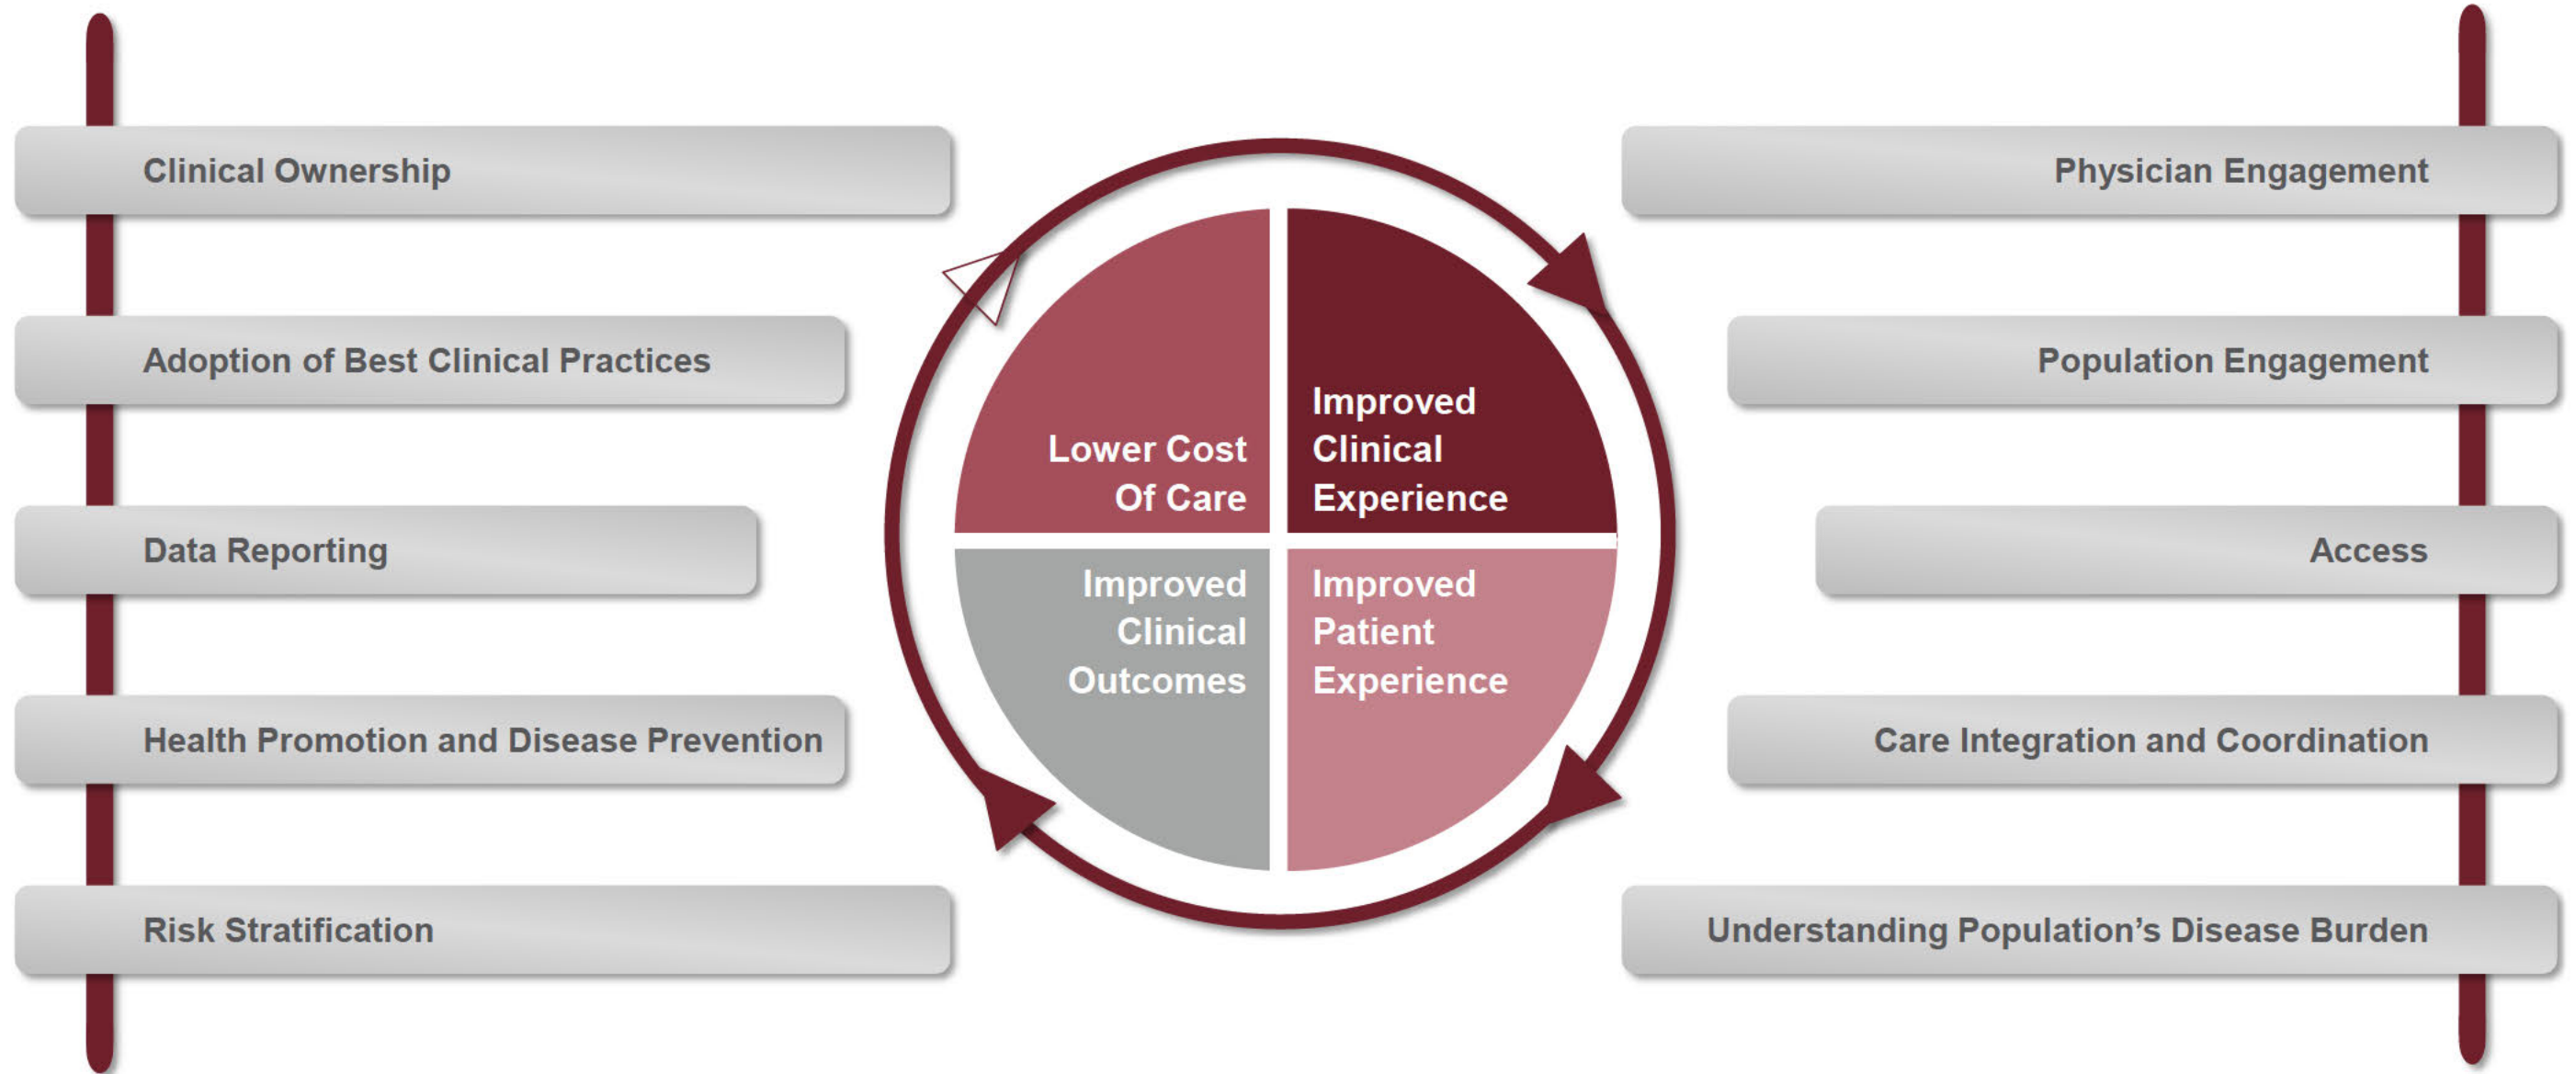 Clinical Ownership
Adoption of Best Clinical Practices
Data Reporting
Health Promotion and Disease Prevention
Risk Stratification
Lower Cost
Of Care
Improved
Clinical
Experience
Improved
Clinical
Outcomes
Improved
Patient
Experience
Physician Engagement
Population Engagement
Access
Care Integration and Coordination
Understanding Population’s Disease Burden